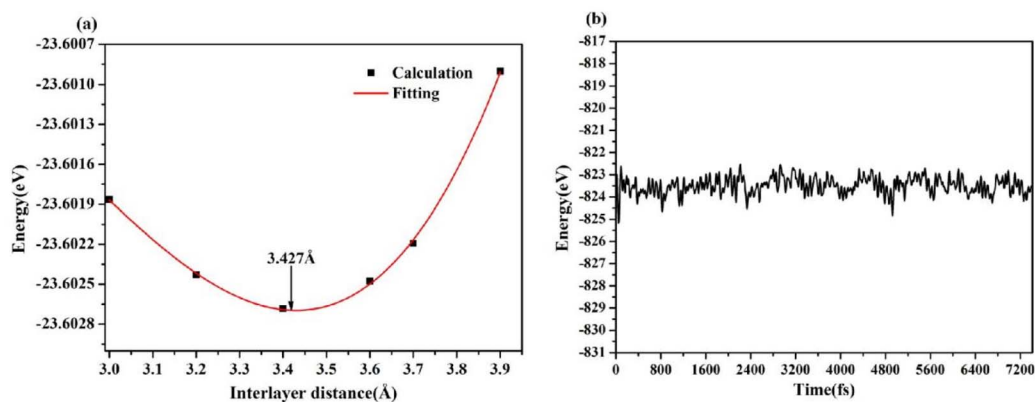 (a)
-23.6007
-23.6010
-23.6013
-23.6016
-23.6019
-23.6022
-23.6025
-23.6028
Energy(eV)
Calculation
Fitting
3.427Å
3.0 3.1 3.2 3.3 3.4 3.5 3.6 3.7 3.8 3.9
Interlayer distance(Å)
(b)
-817
-818
-819
-820
-822
-823
-824
-825
-826
-827
-828
-829
-830
-831
Energy(eV)
0 800 1600 2400 3200 4000 4800 5600 6400 7200
Time(fs)